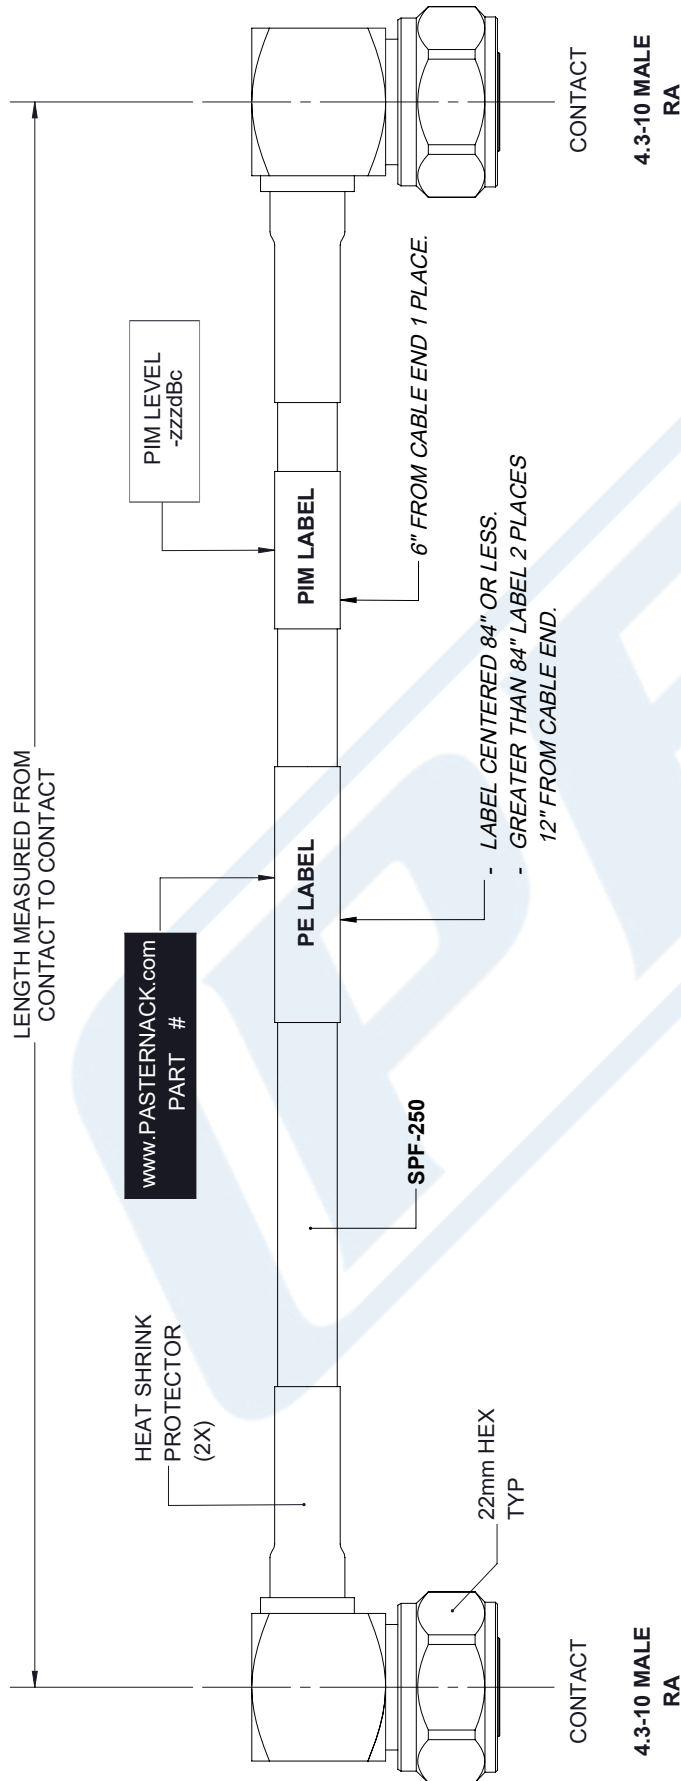 LENGTH MEASURED FROM
CONTACT TO CONTACT
HEAT SHRINK
PROTECTOR
(2X)
www.PASTERNACK.com
PART #
PIM LEVEL
-zzzdBc
PE LABEL
PIM LABEL
SPF-250
6" FROM CABLE END 1 PLACE.
- LABEL CENTERED 84" OR LESS.
- GREATER THAN 84" LABEL 2 PLACES
12" FROM CABLE END.
22mm HEX
TYP
CONTACT
4.3-10 MALE
RA
CONTACT
4.3-10 MALE
RA